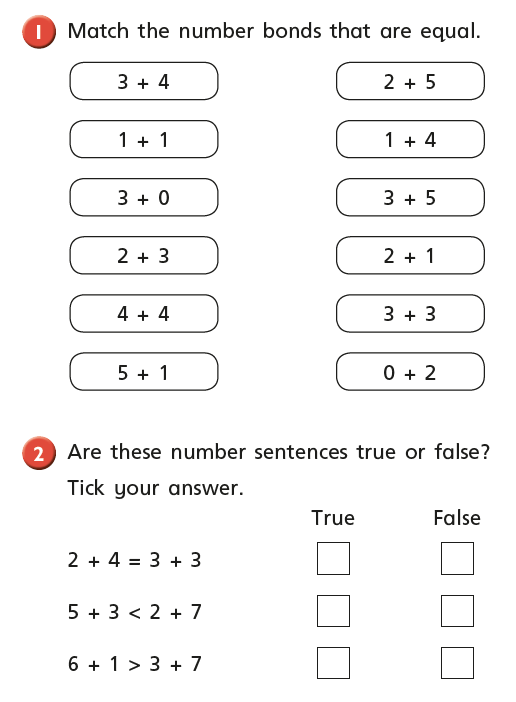 1 Match the number bonds that are equal.
3 + 4 2 + 5
1 + 1 1 + 4
3 + 0 3 + 5
2 + 3 2 + 1
4 + 4 3 + 3
5 + 1 0 + 2
2 Are these number sentences true or false?
Tick your answer.
True False
2 + 4 = 3 + 3
5 + 3 < 2 + 7
6 + 1 > 3 + 7